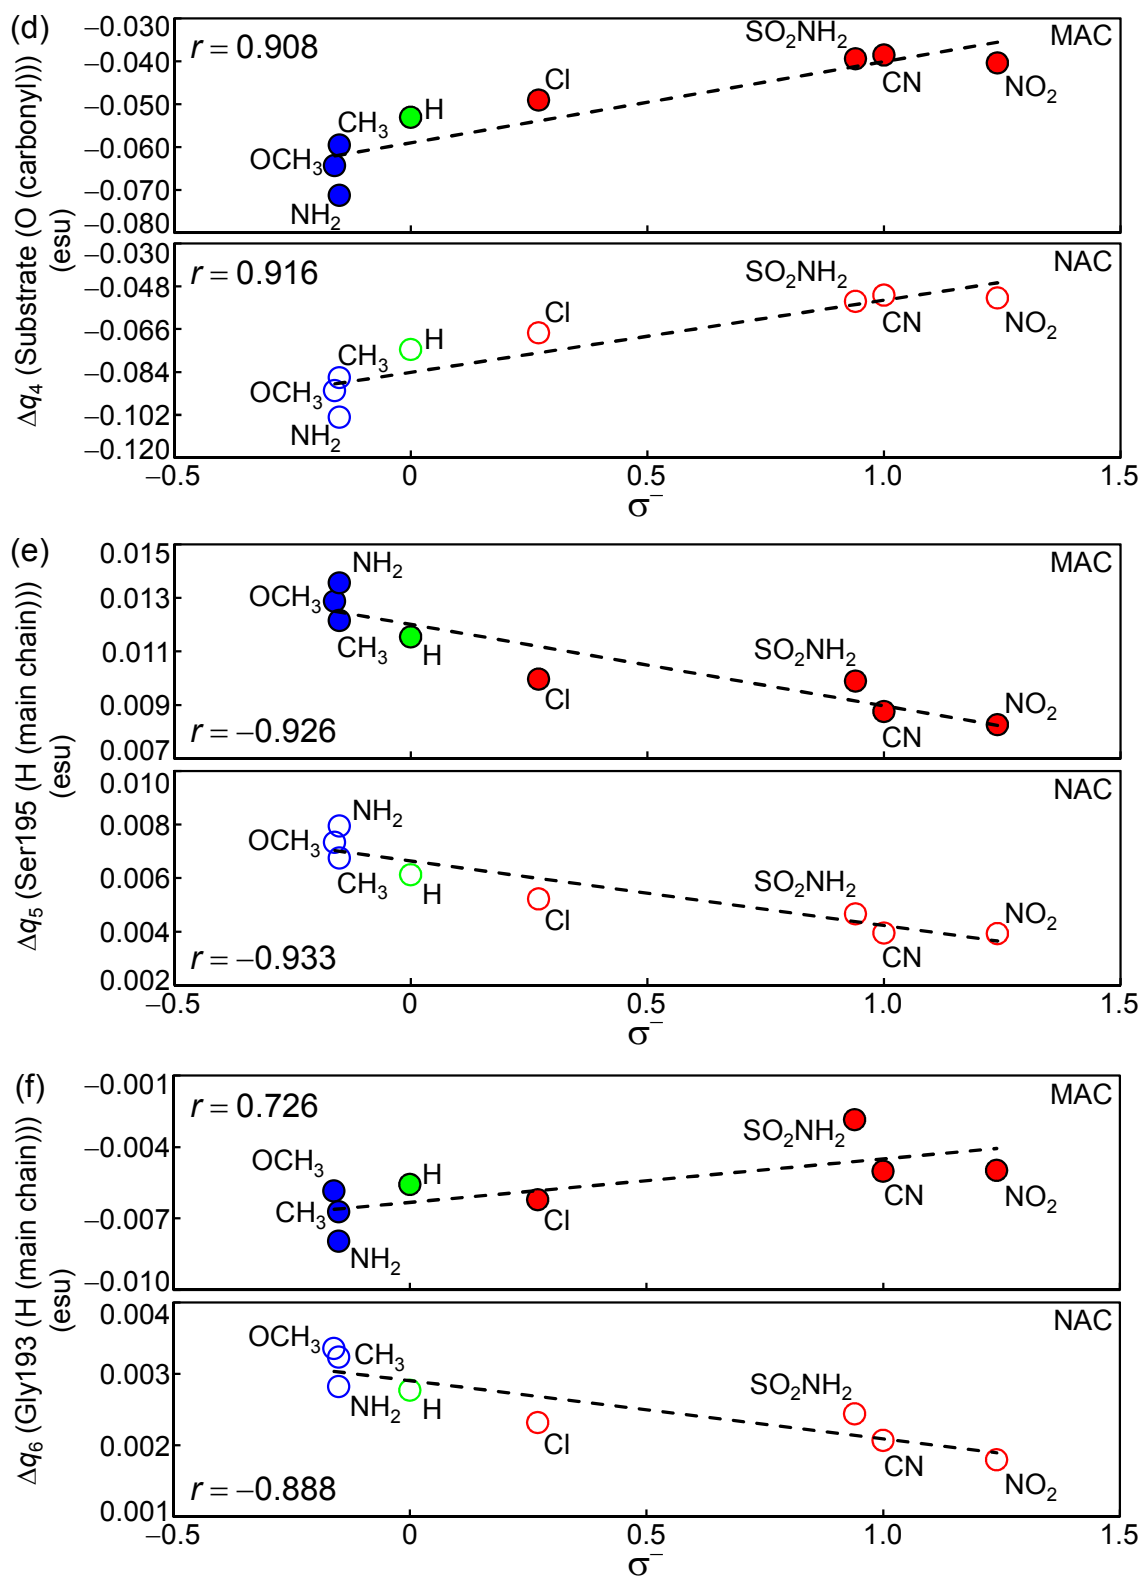 (d)
Δq₄ (Substrate (O (carbonyl)))
(esu)
−0.030
−0.040
−0.050
−0.060
−0.070
−0.080
r = 0.908
MAC
SO₂NH₂
CN
NO₂
Cl
H
CH₃
OCH₃
NH₂
−0.030
−0.048
−0.066
−0.084
−0.102
−0.120
r = 0.916
NAC
SO₂NH₂
CN
NO₂
Cl
H
CH₃
OCH₃
NH₂
−0.5 0 0.5 1.0 1.5
σ⁻
(e)
Δq₅ (Ser195 (H (main chain)))
(esu)
0.015
0.013
0.011
0.009
0.007
MAC
NH₂
OCH₃
CH₃
H
Cl
SO₂NH₂
CN
NO₂
r = −0.926
0.010
0.008
0.006
0.004
0.002
NAC
NH₂
OCH₃
CH₃
H
Cl
SO₂NH₂
CN
NO₂
r = −0.933
−0.5 0 0.5 1.0 1.5
σ⁻
(f)
Δq₆ (Gly193 (H (main chain)))
(esu)
−0.001
−0.004
−0.007
−0.010
r = 0.726
MAC
OCH₃
CH₃
NH₂
H
Cl
SO₂NH₂
CN
NO₂
0.004
0.003
0.002
0.001
NAC
OCH₃
CH₃
NH₂
H
Cl
SO₂NH₂
CN
NO₂
r = −0.888
−0.5 0 0.5 1.0 1.5
σ⁻